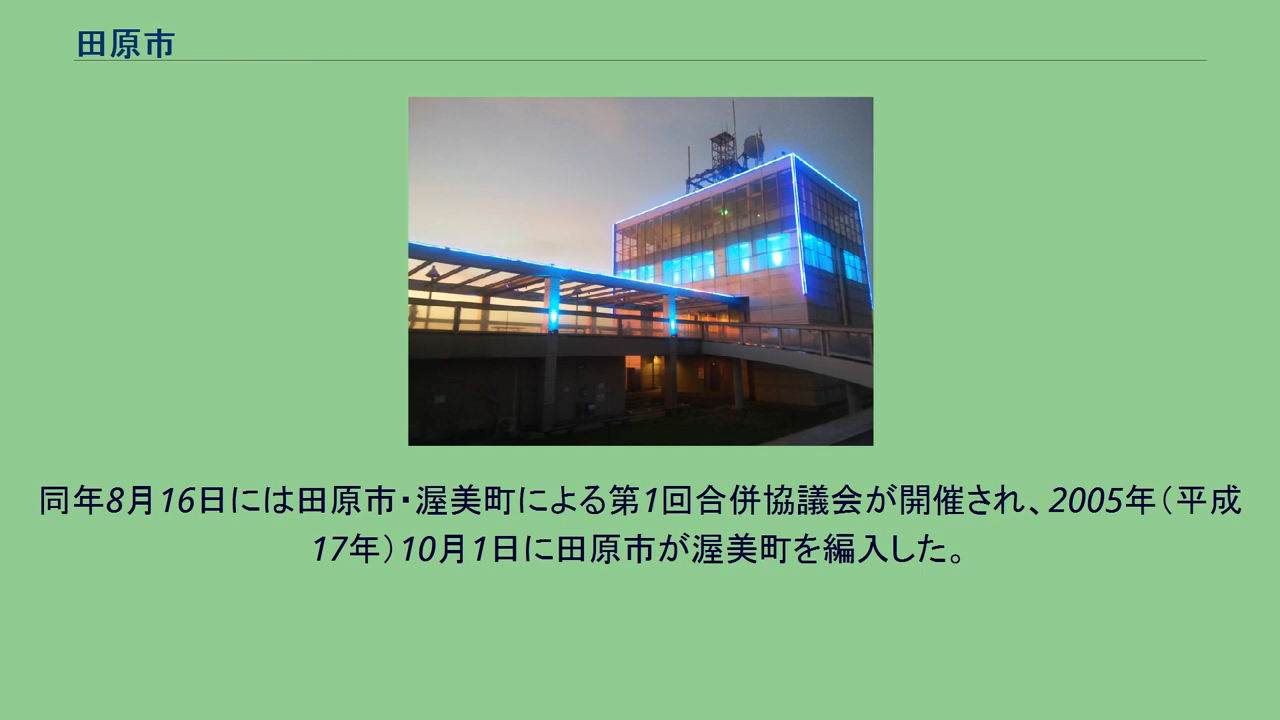 田原市
同年8月16日には田原市・渥美町による第1回合併協議会が開催され、2005年（平成
17年）10月1日に田原市が渥美町を編入した。